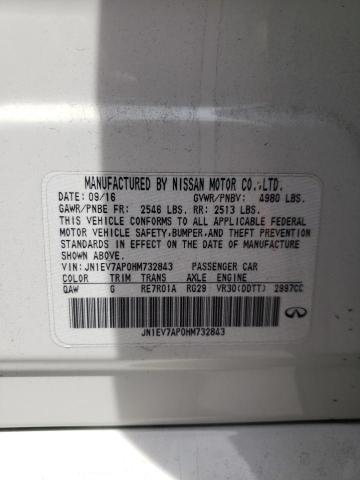 MANUFACTURED BY NISSAN MOTOR CO.,LTD.
DATE: 09/16 GVWR/PNBV: 4980 LBS.
GAWR/PNBE FR: 2546 LBS. RR: 2513 LBS.
THIS VEHICLE CONFORMS TO ALL APPLICABLE FEDERAL
MOTOR VEHICLE SAFETY,BUMPER,AND THEFT PREVENTION
STANDARDS IN EFFECT ON THE DATE OF MANUFACTURE
SHOWN ABOVE.
VIN: JN1EV7AP0HM732843 PASSENGER CAR
COLOR TRIM TRANS AXLE ENGINE
QAW G RE7R01A RG29 VR30(DDTT) 2997CC
JN1EV7AP0HM732843